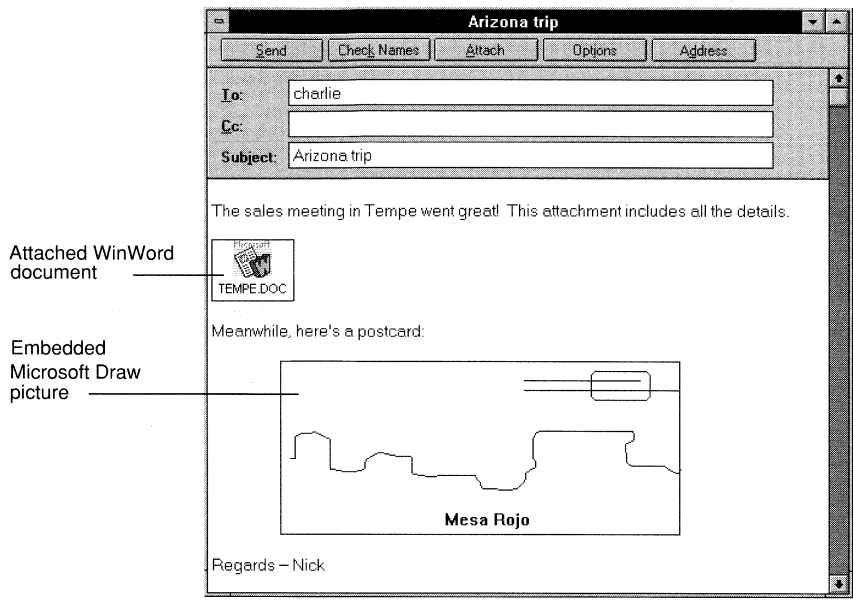 Arizona trip
Send Check Names Attach Options Address
To: charlie
Cc:
Subject: Arizona trip
The sales meeting in Tempe went great! This attachment includes all the details.
Attached WinWord
document
Microsoft
TEMPE.DOC
Meanwhile, here's a postcard:
Embedded
Microsoft Draw
picture
Mesa Rojo
Regards – Nick